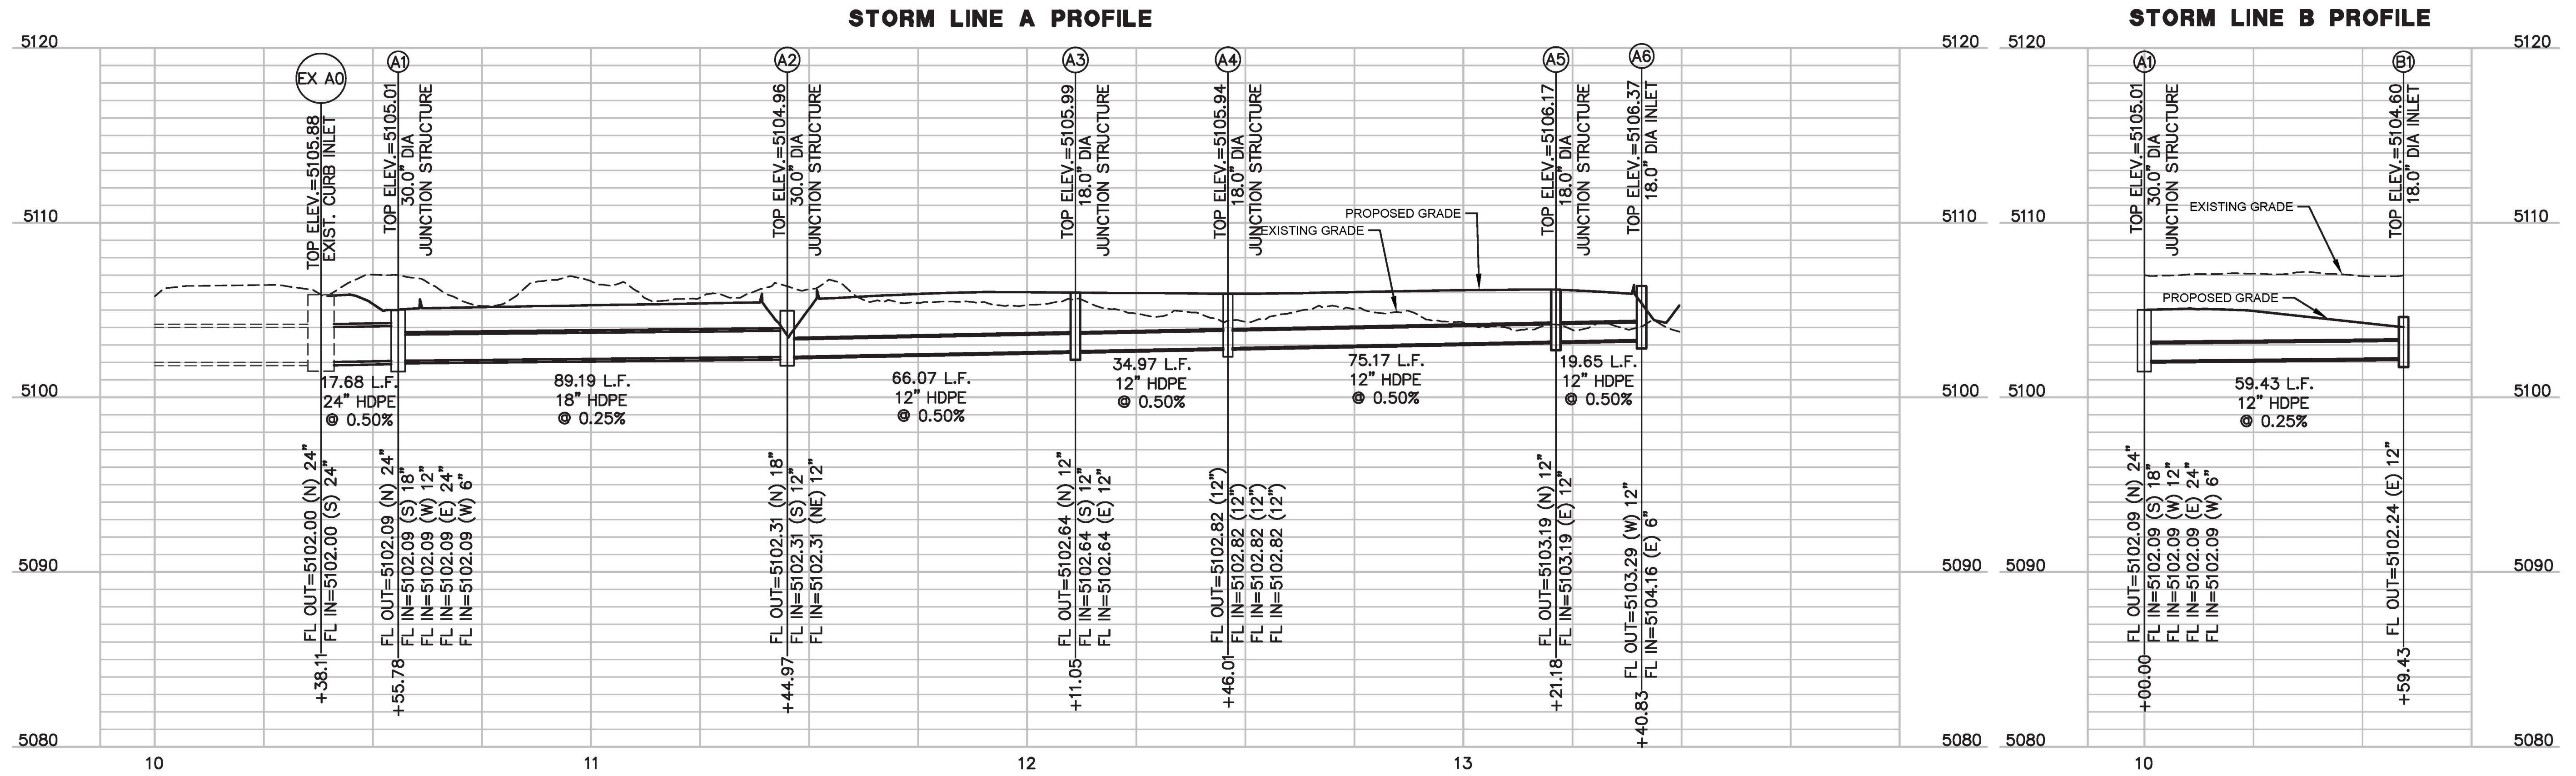 STORM LINE A PROFILE
5120
5110
5100
5090
5080
5120
5110
5100
5090
5080
10
11
12
13
EX A0
TOP ELEV.=5105.88
EXIST. CURB INLET
FL OUT=5102.00 (N) 24"
FL IN=5102.00 (S) 24"
+38.11
17.68 L.F.
24" HDPE
@ 0.50%
A1
TOP ELEV.=5105.01
30.0" DIA
JUNCTION STRUCTURE
FL OUT=5102.09 (N) 24"
FL IN=5102.09 (S) 18"
FL IN=5102.09 (W) 12"
FL IN=5102.09 (E) 24"
FL IN=5102.09 (W) 6"
+55.78
89.19 L.F.
18" HDPE
@ 0.25%
A2
TOP ELEV.=5104.96
30.0" DIA
JUNCTION STRUCTURE
FL OUT=5102.31 (N) 18"
FL IN=5102.31 (S) 12"
FL IN=5102.31 (NE) 12"
+44.97
66.07 L.F.
12" HDPE
@ 0.50%
A3
TOP ELEV.=5105.99
18.0" DIA
JUNCTION STRUCTURE
FL OUT=5102.64 (N) 12"
FL IN=5102.64 (S) 12"
FL IN=5102.64 (E) 12"
+11.05
34.97 L.F.
12" HDPE
@ 0.50%
A4
TOP ELEV.=5105.94
18.0" DIA
JUNCTION STRUCTURE
FL OUT=5102.82 (12")
FL IN=5102.82 (12")
FL IN=5102.82 (12")
FL IN=5102.82 (12")
+46.01
PROPOSED GRADE
EXISTING GRADE
75.17 L.F.
12" HDPE
@ 0.50%
A5
TOP ELEV.=5106.17
18.0" DIA
JUNCTION STRUCTURE
FL OUT=5103.19 (N) 12"
FL IN=5103.19 (E) 12"
+21.18
19.65 L.F.
12" HDPE
@ 0.50%
A6
TOP ELEV.=5106.37
18.0" DIA INLET
FL OUT=5103.29 (W) 12"
FL IN=5104.16 (E) 6"
+40.83
STORM LINE B PROFILE
5120
5110
5100
5090
5080
5120
5110
5100
5090
5080
10
A1
TOP ELEV.=5105.01
30.0" DIA
JUNCTION STRUCTURE
FL OUT=5102.09 (N) 24"
FL IN=5102.09 (S) 18"
FL IN=5102.09 (W) 12"
FL IN=5102.09 (E) 24"
FL IN=5102.09 (W) 6"
+00.00
EXISTING GRADE
PROPOSED GRADE
59.43 L.F.
12" HDPE
@ 0.25%
B1
TOP ELEV.=5104.60
18.0" DIA INLET
FL OUT=5102.24 (E) 12"
+59.43